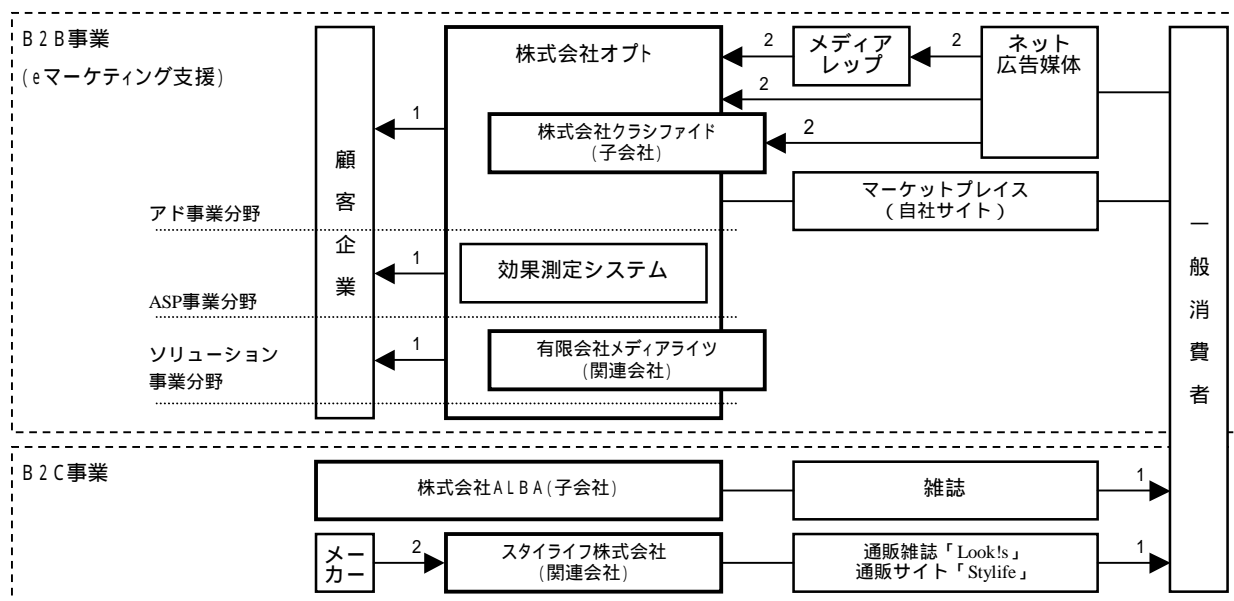 B2B事業
(eマーケティング支援)
顧客企業
株式会社オプト
メディア
レップ
ネット
広告媒体
2
2
2
1
2
株式会社クラシファイド
(子会社)
マーケットプレイス
(自社サイト)
アド事業分野
1
効果測定システム
ASP事業分野
1
有限会社メディアライツ
(関連会社)
ソリューション
事業分野
一般消費者
B2C事業
株式会社ALBA(子会社)
雑誌
1
メー
カー
2
スタイライフ株式会社
(関連会社)
通販雑誌「Look!s」
通販サイト「Stylife」
1